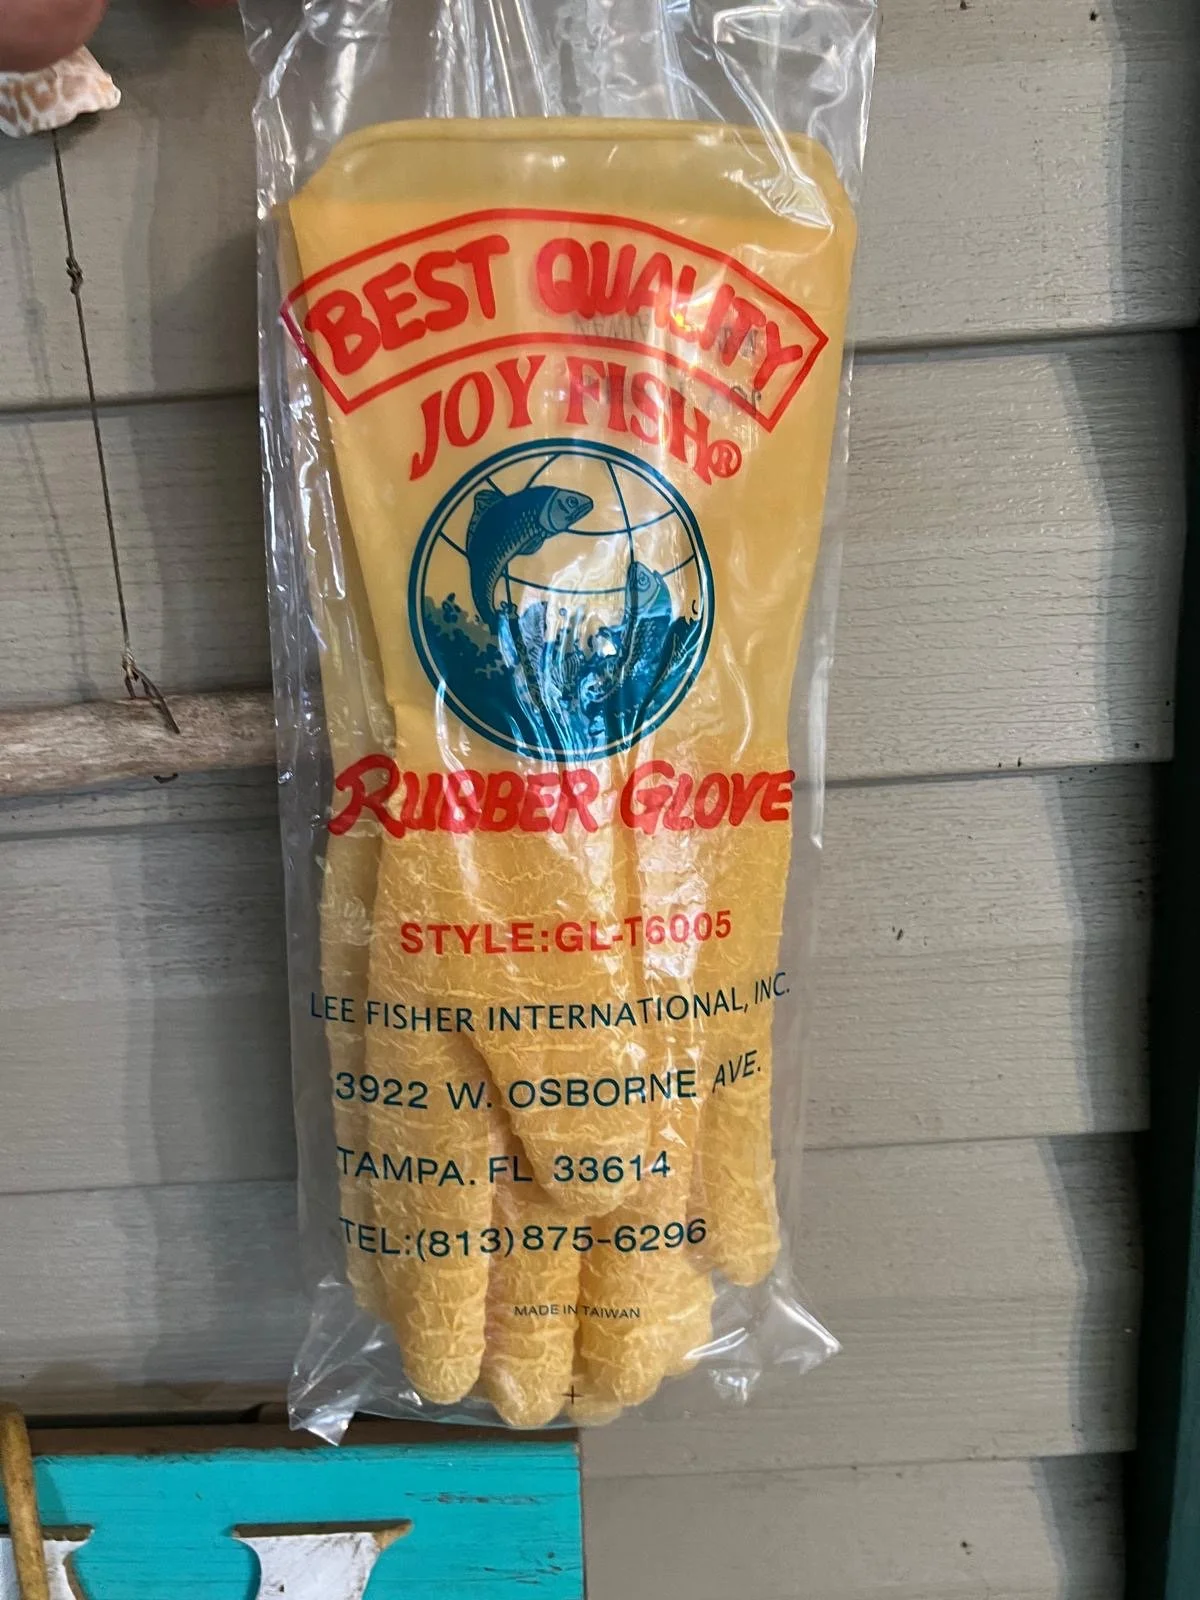 BEST QUALITY
JOY FISH®
RUBBER GLOVE
STYLE:GL-T6005
LEE FISHER INTERNATIONAL, INC.
3922 W. OSBORNE AVE.
TAMPA. FL 33614
TEL:(813)875-6296
MADE IN TAIWAN